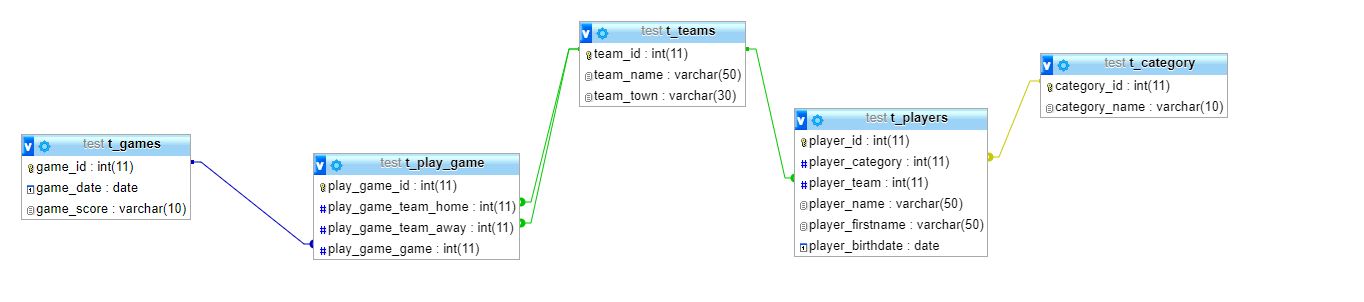 test t_games
game_id : int(11)
game_date : date
game_score : varchar(10)
test t_play_game
play_game_id : int(11)
play_game_team_home : int(11)
play_game_team_away : int(11)
play_game_game : int(11)
test t_teams
team_id : int(11)
team_name : varchar(50)
team_town : varchar(30)
test t_players
player_id : int(11)
player_category : int(11)
player_team : int(11)
player_name : varchar(50)
player_firstname : varchar(50)
player_birthdate : date
test t_category
category_id : int(11)
category_name : varchar(10)